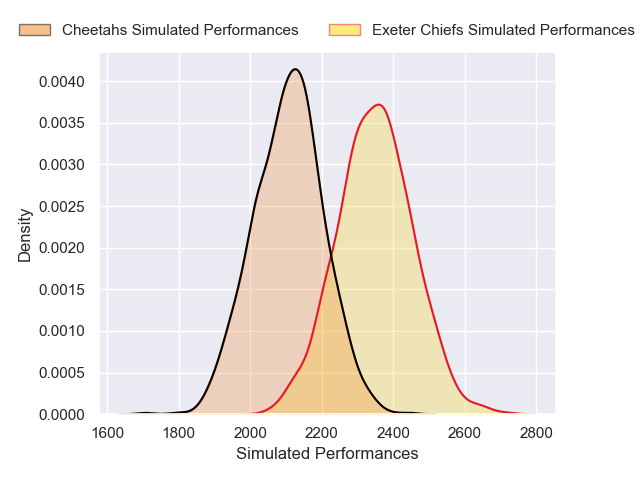 Cheetahs Simulated Performances
Exeter Chiefs Simulated Performances
0.0040
0.0035
0.0030
0.0025
0.0020
0.0015
0.0010
0.0005
0.0000
Density
1600 1800 2000 2200 2400 2600 2800
Simulated Performances